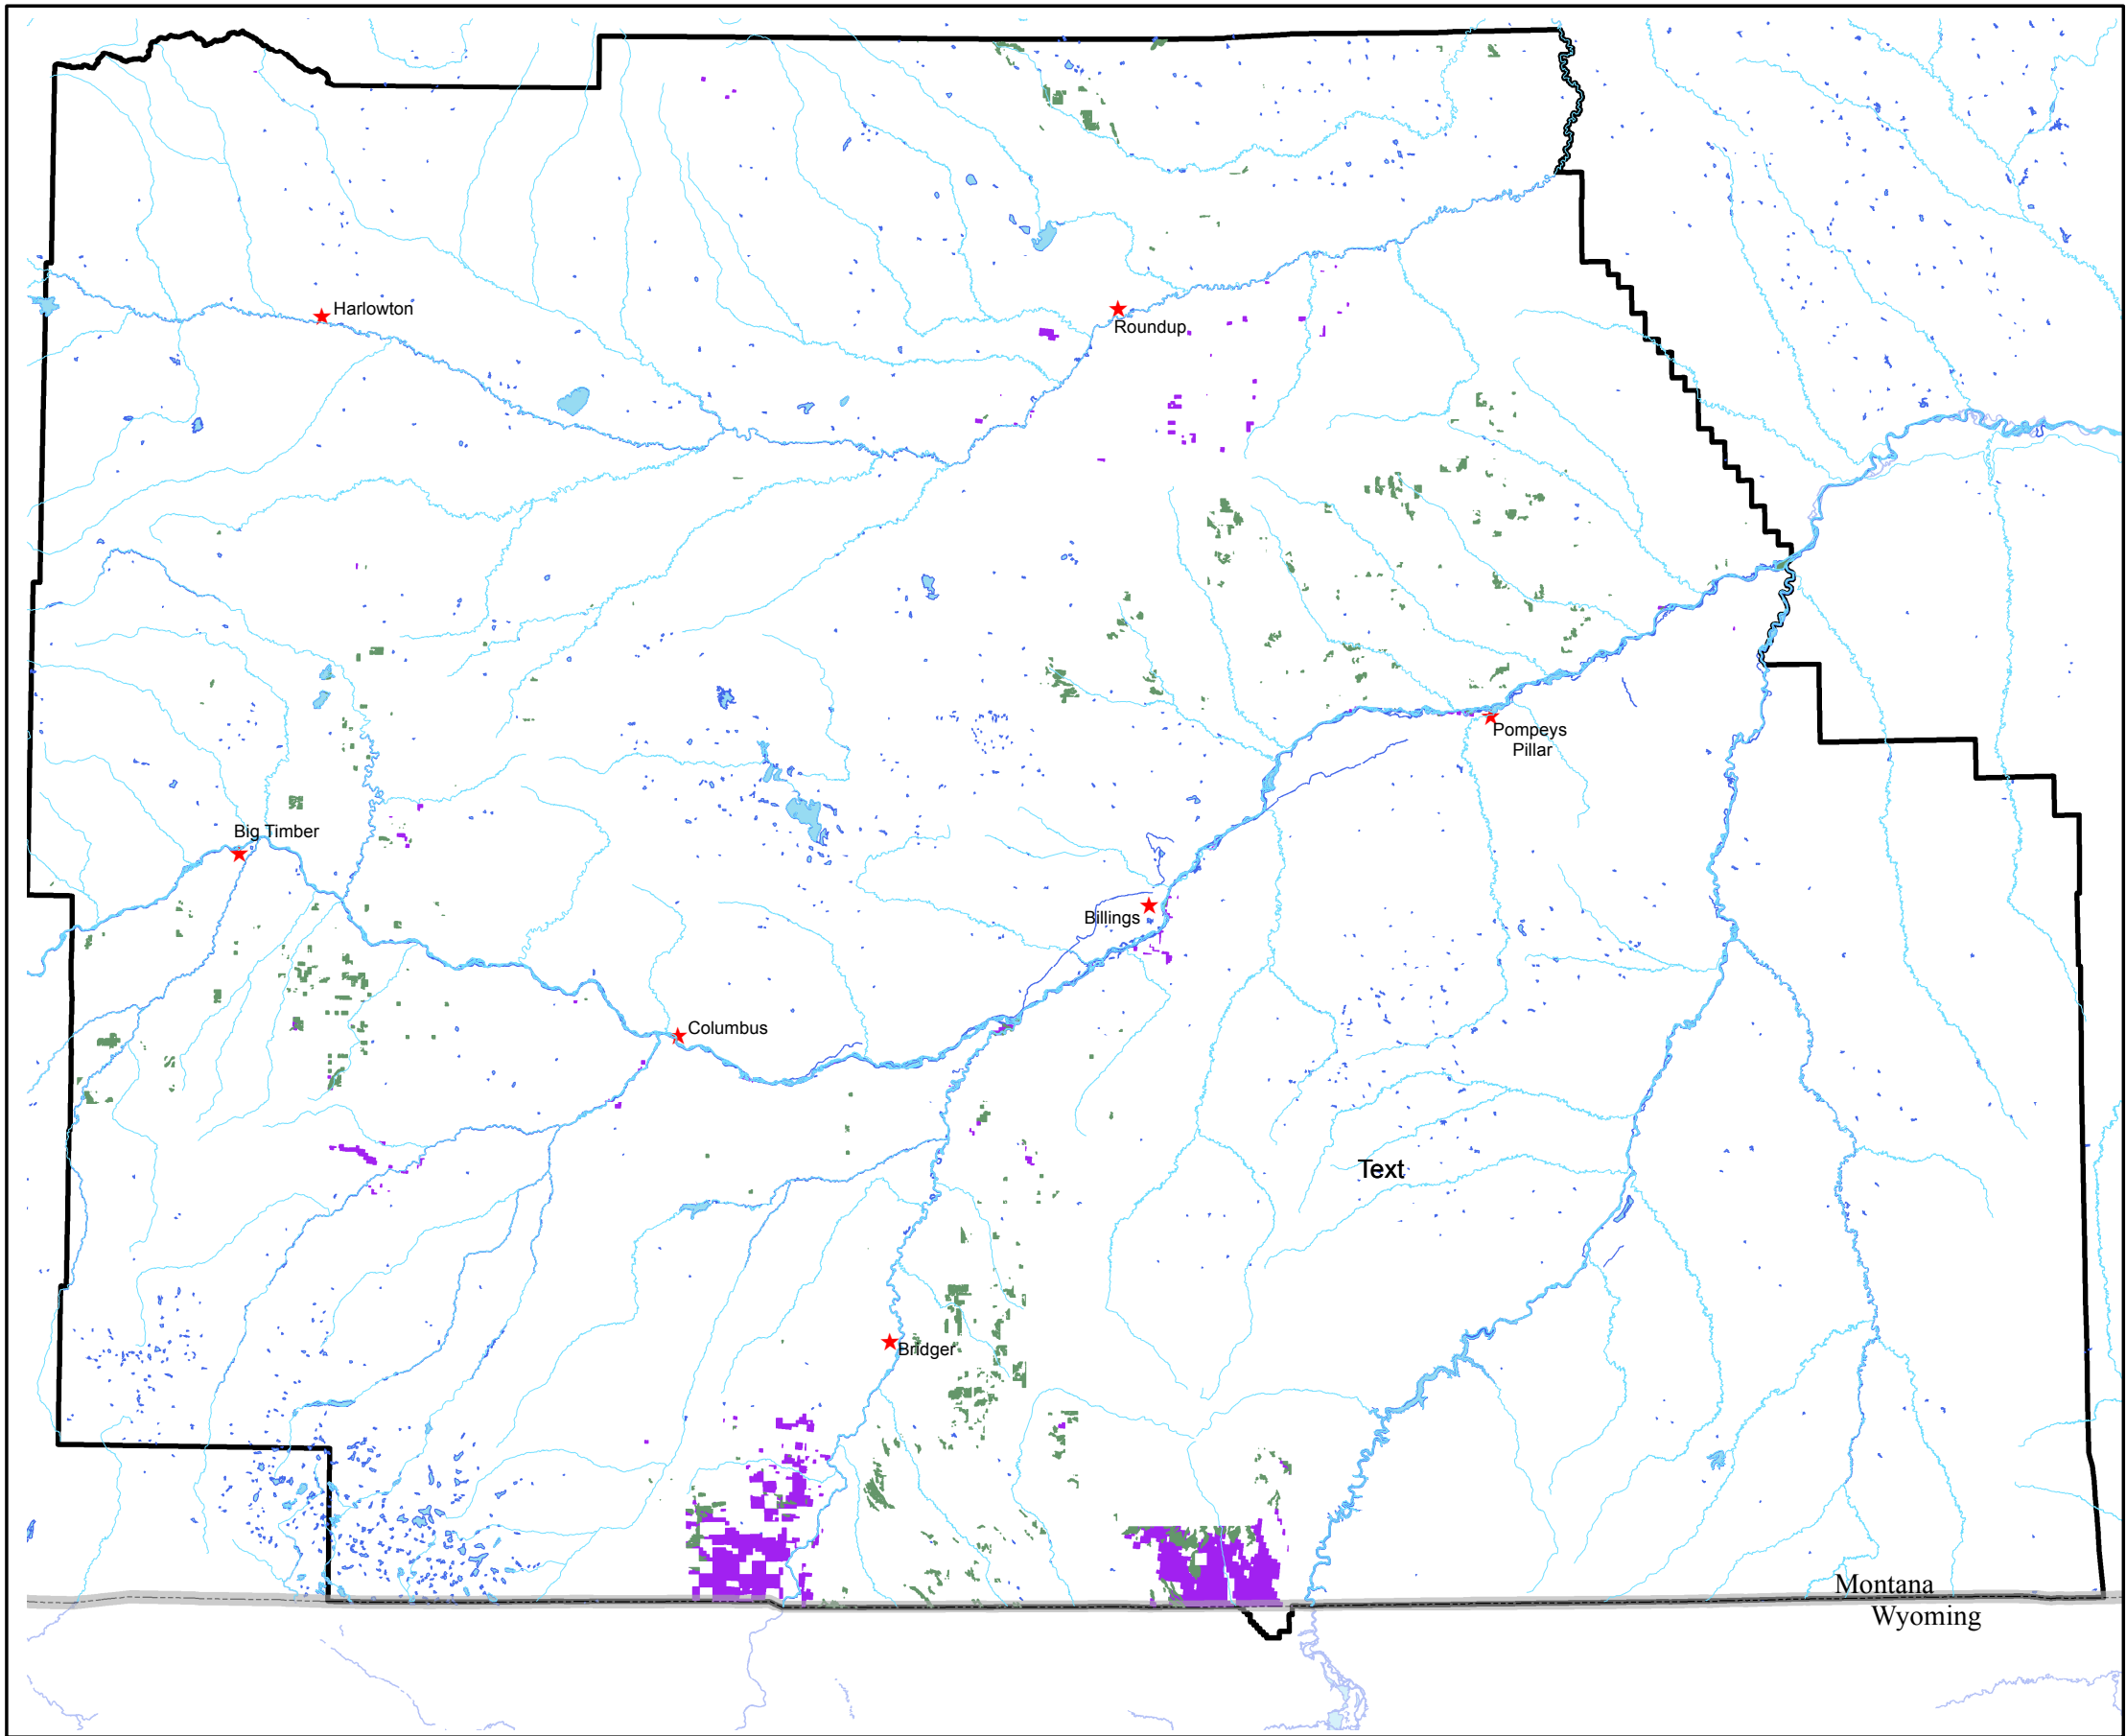 Harlowton
Roundup
Pompeys
Pillar
Big Timber
Billings
Columbus
Text
Bridger
Montana
Wyoming